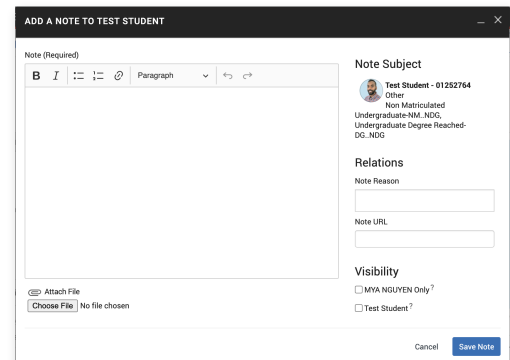 ADD A NOTE TO TEST STUDENT
Note (Required)
B I Paragraph
Attach File
Choose File No file chosen
Note Subject
Test Student - 01252764
Other
Non Matriculated
Undergraduate-NM..NDG,
Undergraduate Degree Reached-
DG..NDG
Relations
Note Reason
Note URL
Visibility
MYA NGUYEN Only?
Test Student?
Cancel Save Note